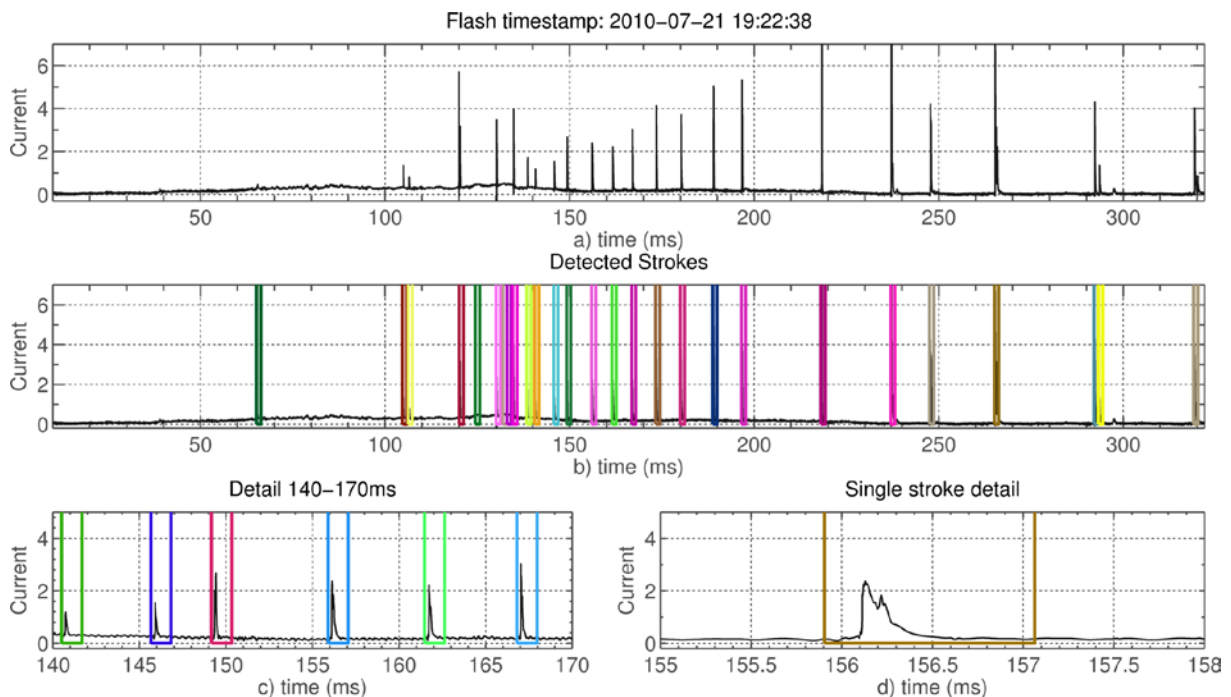 Flash timestamp: 2010−07−21 19:22:38
6
4
2
0
Current
50 100 150 200 250 300
a) time (ms)
Detected Strokes
6
4
2
0
Current
50 100 150 200 250 300
b) time (ms)
Detail 140−170ms
4
2
0
Current
140 145 150 155 160 165 170
c) time (ms)
Single stroke detail
4
2
0
Current
155 155.5 156 156.5 157 157.5 158
d) time (ms)